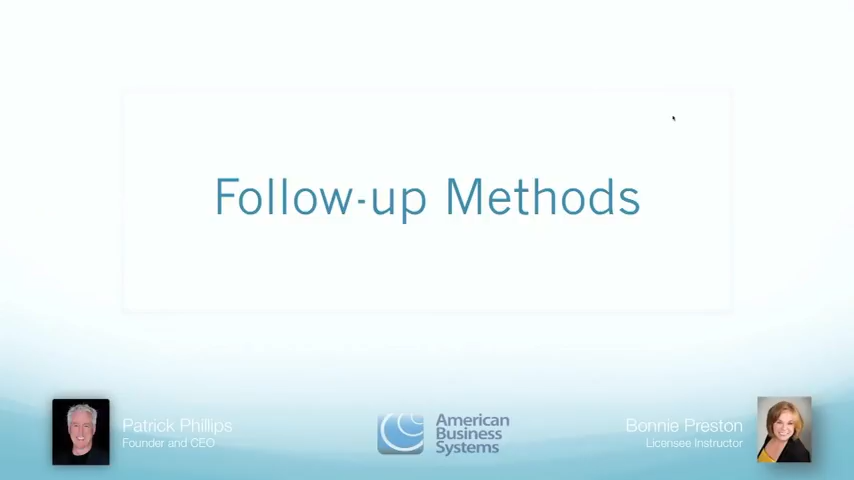 Follow-up Methods
Patrick Phillips
Founder and CEO
American
Business
Systems
Bonnie Preston
Licensee Instructor